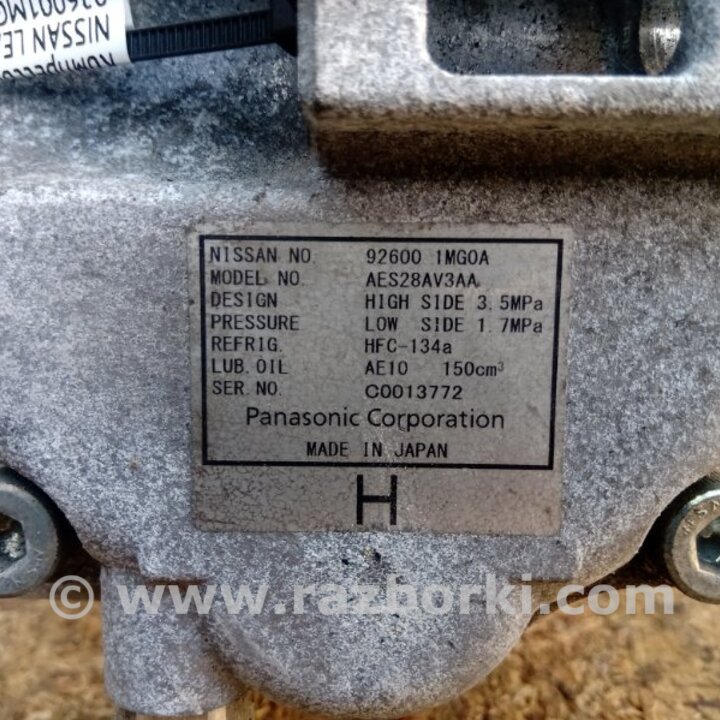 NISSAN LEA
NISSAN NO. 92600 1MG0A
MODEL NO. AES28AV3AA
DESIGN HIGH SIDE 3.5MPa
PRESSURE LOW SIDE 1.7MPa
REFRIG. HFC-134a
LUB.OIL AE10 150cm³
SER.NO. C0013772
Panasonic Corporation
MADE IN JAPAN
H
© www.razborki.com